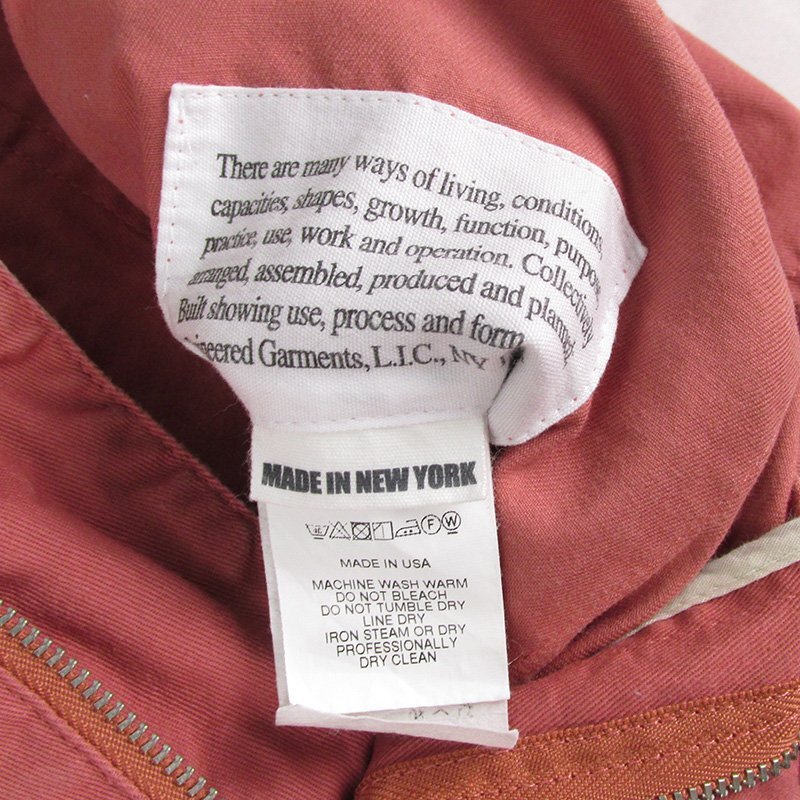 There are many ways of living, conditions
capacities, shapes, growth, function, purpose
practice, use, work and operation. Collectively
arranged, assembled, produced and planned.
Built showing use, process and form
Garments, L.I.C., NY
MADE IN NEW YORK
MADE IN USA
MACHINE WASH WARM
DO NOT BLEACH
DO NOT TUMBLE DRY
LINE DRY
IRON STEAM OR DRY
PROFESSIONALLY
DRY CLEAN